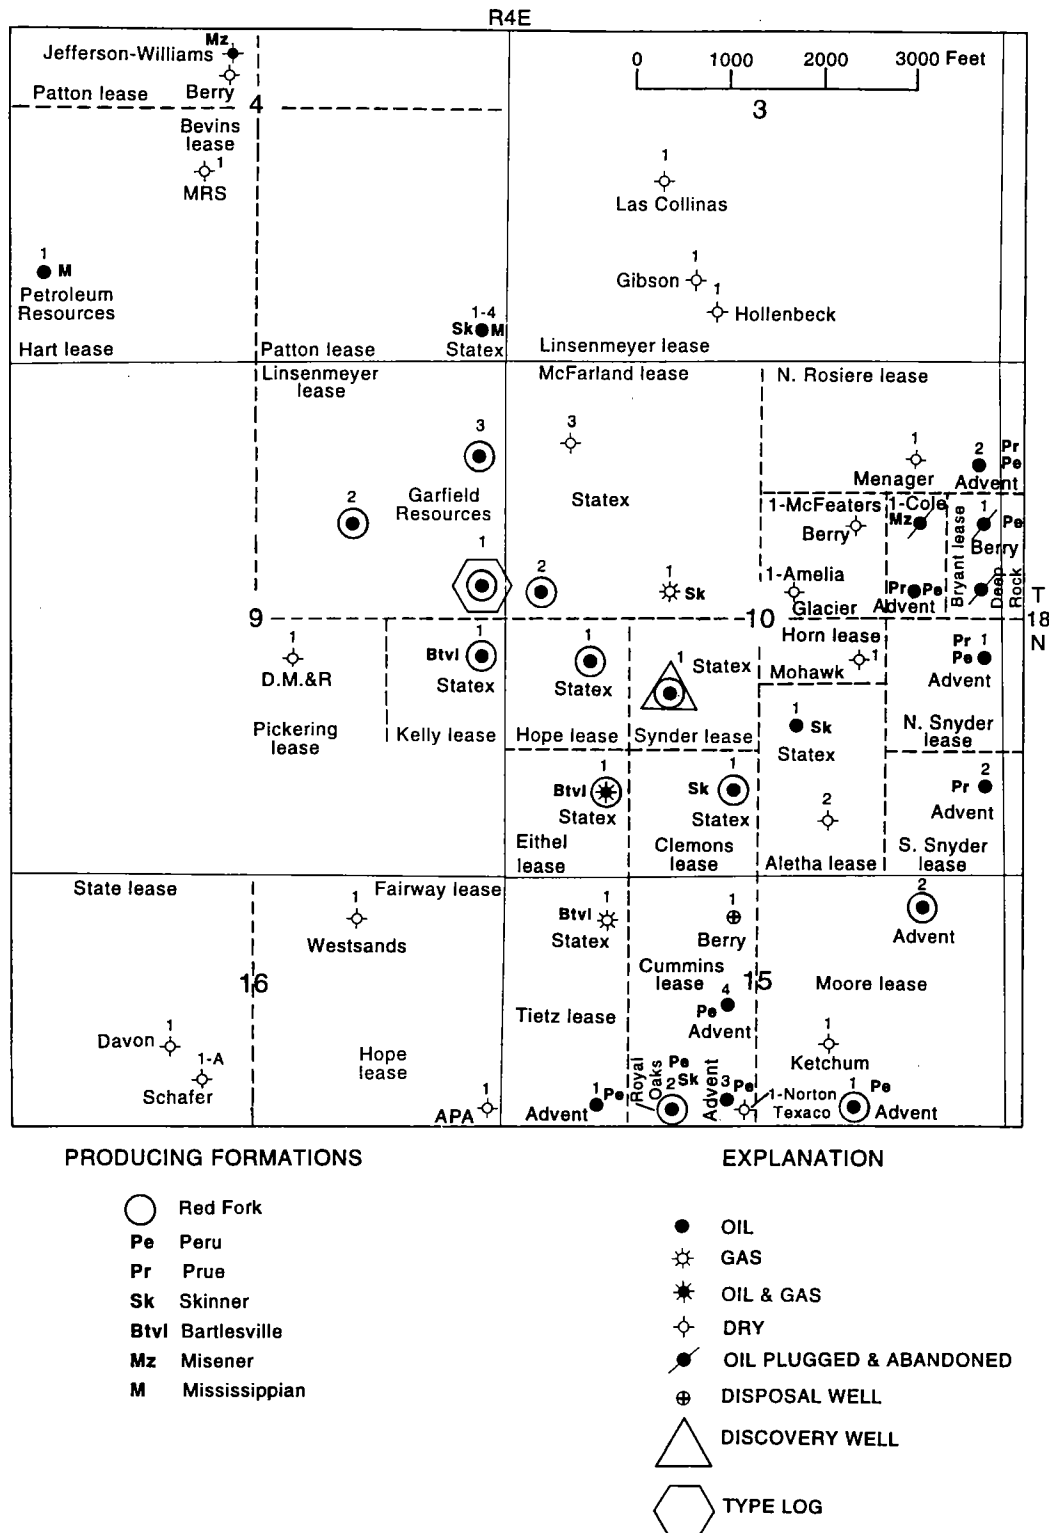 R4E
Mz
Jefferson-Williams
Patton lease
Berry
4
Bevins
lease
1
MRS
1
M
Petroleum
Resources
Hart lease
Patton lease
1-4
Sk M
Statex
0 1000 2000 3000 Feet
3
1
Las Collinas
1
Gibson
1
Hollenbeck
Linsenmeyer lease
Linsenmeyer
lease
3
2
Garfield
Resources
1
9
McFarland lease
3
Statex
2
1
Sk
10
N. Rosiere lease
1
Menager
2
Pr
Pe
Advent
1-McFeaters
Berry
1-Cole
Mz
Bryant lease
1
Pe
Berry
1-Amelia
Glacier
Pr Pe
Advent
Deep
Rock
T
18
N
1
D.M.&R
Pickering
lease
1
Btvl
Statex
Kelly lease
1
Statex
Hope lease
1
Statex
Synder lease
Horn lease
1
Mohawk
Pr 1
Pe
Advent
N. Snyder
lease
1
Sk
Statex
2
Aletha lease
2
Pr
Advent
S. Snyder
lease
1
Btvl
Statex
Eithel
lease
1
Sk
Statex
Clemons
lease
State lease
Fairway lease
1
Westsands
16
1
Davon
1-A
Schafer
Hope
lease
1
APA
1
Btvl
Statex
Tietz lease
1
Pe
Advent
1
Berry
Cummins
lease
15
4
Pe
Advent
Royal
Oaks
Pe
Sk
2
Advent
3
Pe
1-Norton
Texaco
2
Advent
Moore lease
1
Ketchum
1
Pe
Advent
PRODUCING FORMATIONS
Red Fork
Pe Peru
Pr Prue
Sk Skinner
Btvl Bartlesville
Mz Misener
M Mississippian
EXPLANATION
OIL
GAS
OIL & GAS
DRY
OIL PLUGGED & ABANDONED
DISPOSAL WELL
DISCOVERY WELL
TYPE LOG